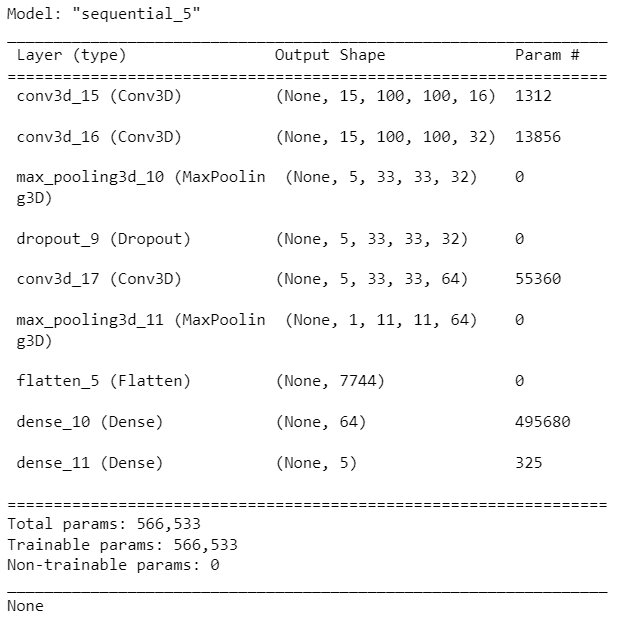 Model: "sequential_5"
_________________________________________________________________
Layer (type) Output Shape Param #
=================================================================
conv3d_15 (Conv3D) (None, 15, 100, 100, 16) 1312
conv3d_16 (Conv3D) (None, 15, 100, 100, 32) 13856
max_pooling3d_10 (MaxPoolin (None, 5, 33, 33, 32) 0
g3D)
dropout_9 (Dropout) (None, 5, 33, 33, 32) 0
conv3d_17 (Conv3D) (None, 5, 33, 33, 64) 55360
max_pooling3d_11 (MaxPoolin (None, 1, 11, 11, 64) 0
g3D)
flatten_5 (Flatten) (None, 7744) 0
dense_10 (Dense) (None, 64) 495680
dense_11 (Dense) (None, 5) 325
=================================================================
Total params: 566,533
Trainable params: 566,533
Non-trainable params: 0
_________________________________________________________________
None